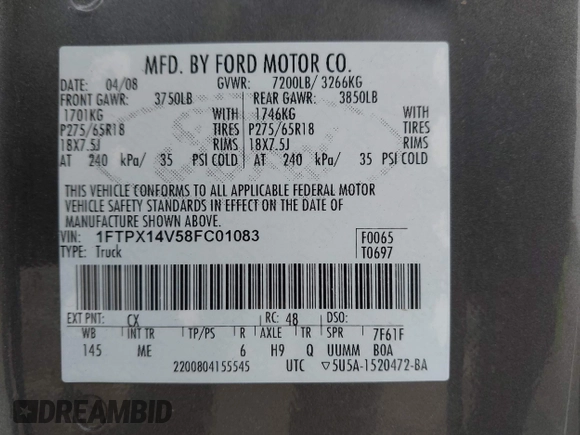 MFD. BY FORD MOTOR CO.
DATE: 04/08 GVWR: 7200LB/ 3266KG
FRONT GAWR: 3750LB REAR GAWR: 3850LB
1701KG WITH 1746KG WITH
P275/65R18 TIRES P275/65R18 TIRES
18X7.5J RIMS 18X7.5J RIMS
AT 240 kPa/ 35 PSI COLD AT 240 kPa/ 35 PSI COLD
THIS VEHICLE CONFORMS TO ALL APPLICABLE FEDERAL MOTOR
VEHICLE SAFETY STANDARDS IN EFFECT ON THE DATE OF
MANUFACTURE SHOWN ABOVE.
VIN: 1FTPX14V58FC01083 F0065
TYPE: Truck T0697
EXT PNT: CX RC: 48 DSO:
WB INT TR TP/PS R AXLE TR SPR 7F61F
145 ME 6 H9 Q UUMM BOA
2200804155545 UTC ▽5U5A-1520472-BA
DREAMBID